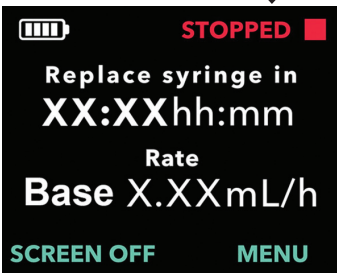 STOPPED
Replace syringe in
XX:XXhh:mm
Rate
Base X.XXmL/h
SCREEN OFF MENU